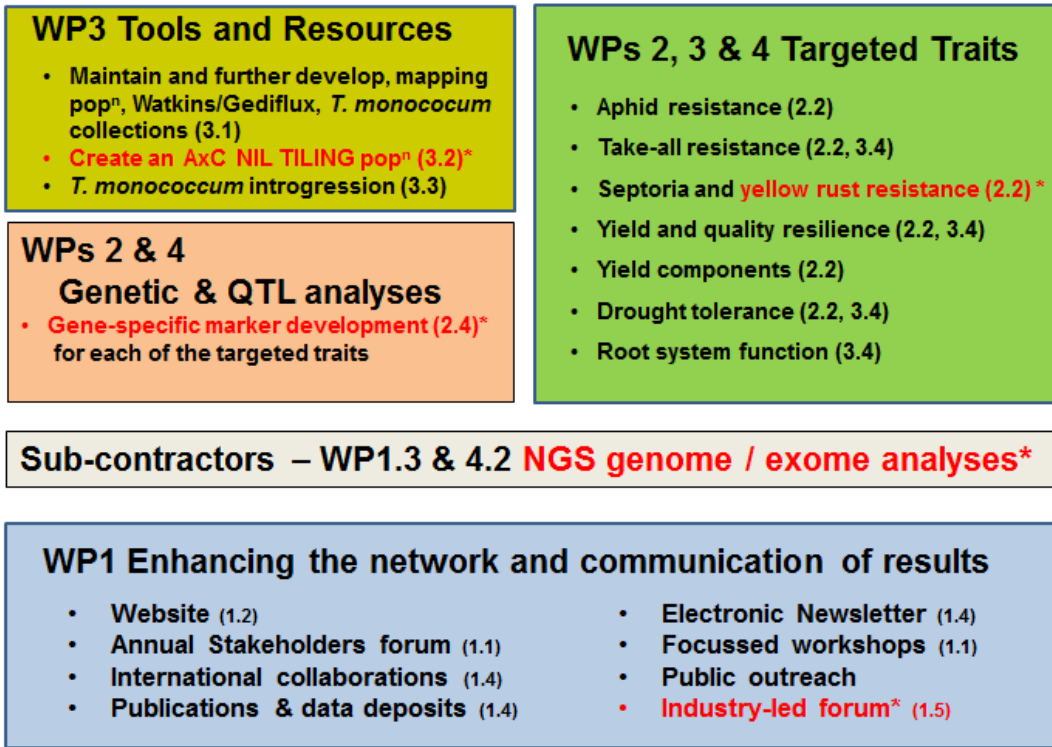 WP3 Tools and Resources
• Maintain and further develop, mapping
popⁿ, Watkins/Gediflux, T. monococum
collections (3.1)
• Create an AxC NIL TILING popⁿ (3.2)*
• T. monococcum introgression (3.3)
WPs 2 & 4
Genetic & QTL analyses
• Gene-specific marker development (2.4)*
for each of the targeted traits
WPs 2, 3 & 4 Targeted Traits
• Aphid resistance (2.2)
• Take-all resistance (2.2, 3.4)
• Septoria and yellow rust resistance (2.2) *
• Yield and quality resilience (2.2, 3.4)
• Yield components (2.2)
• Drought tolerance (2.2, 3.4)
• Root system function (3.4)
Sub-contractors – WP1.3 & 4.2 NGS genome / exome analyses*
WP1 Enhancing the network and communication of results
• Website (1.2)
• Annual Stakeholders forum (1.1)
• International collaborations (1.4)
• Publications & data deposits (1.4)
• Electronic Newsletter (1.4)
• Focussed workshops (1.1)
• Public outreach
• Industry-led forum* (1.5)